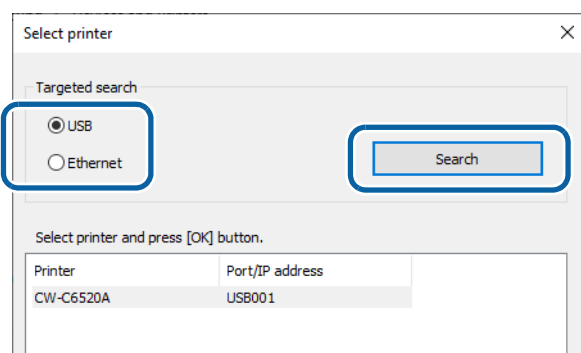 Select printer
Targeted search
USB
Ethernet
Search
Select printer and press [OK] button.
Printer Port/IP address
CW-C6520A USB001